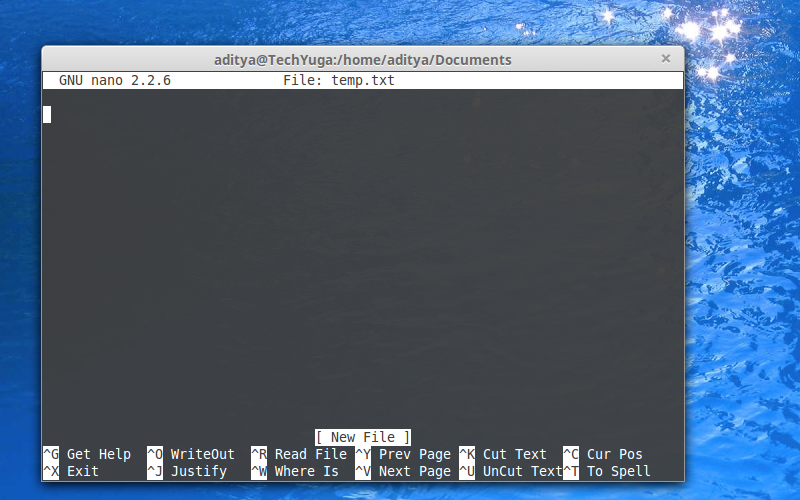 aditya@TechYuga:/home/aditya/Documents ×
GNU nano 2.2.6 File: temp.txt
[ New File ]
^G Get Help ^O WriteOut ^R Read File ^Y Prev Page ^K Cut Text ^C Cur Pos
^X Exit ^J Justify ^W Where Is ^V Next Page ^U UnCut Text ^T To Spell